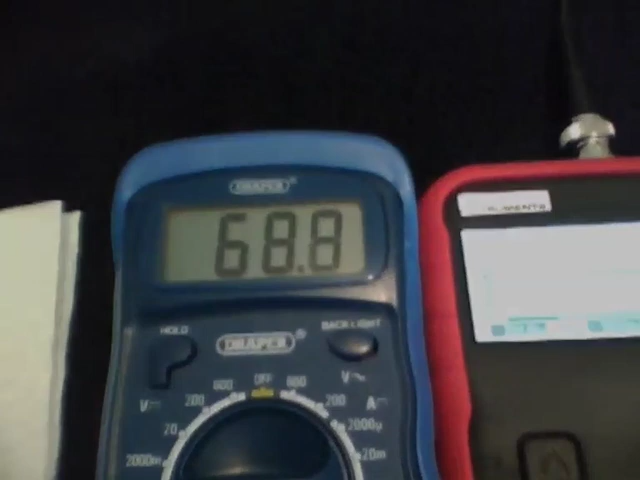 DRAPER
68.8
HOLD
DRAPER
BACK LIGHT
OFF
600
600
V~
V⎓
200
200
A⎓
20
2000µ
2000m
20m